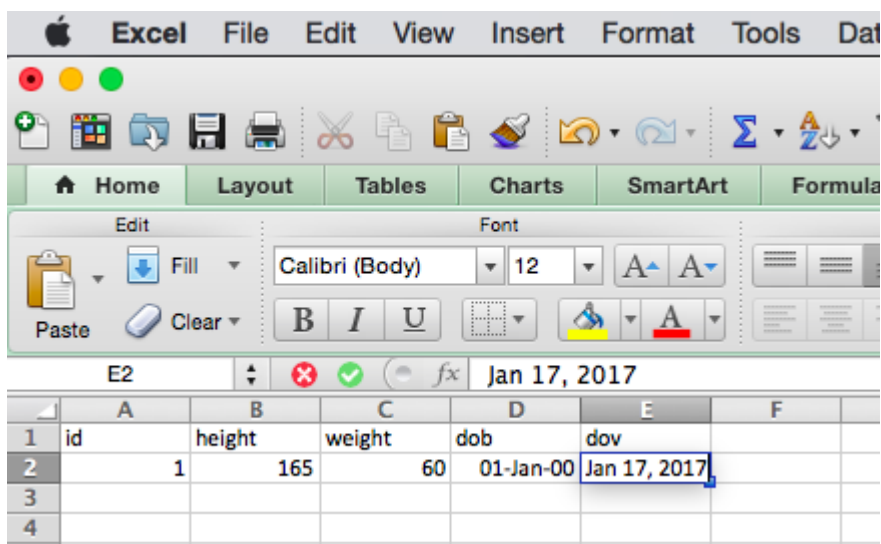 Excel File Edit View Insert Format Tools Dat
Home Layout Tables Charts SmartArt Formula
Edit Font
Paste Fill Clear Calibri (Body) 12 A A
B I U A
E2 fx Jan 17, 2017
A B C D E F
1 id height weight dob dov
2 1 165 60 01-Jan-00 Jan 17, 2017
3
4